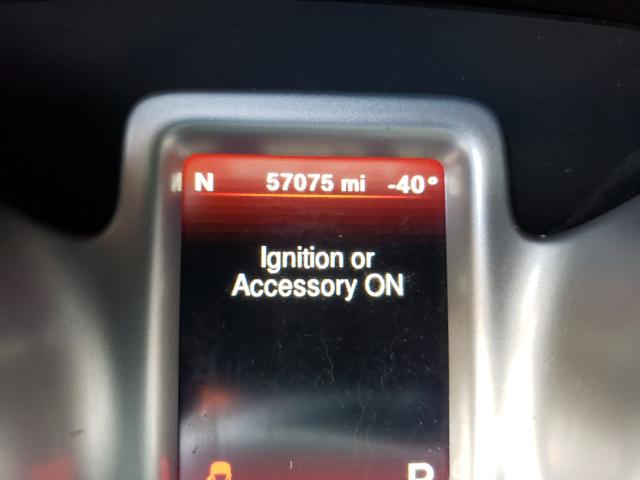 N 57075 mi -40°
Ignition or
Accessory ON